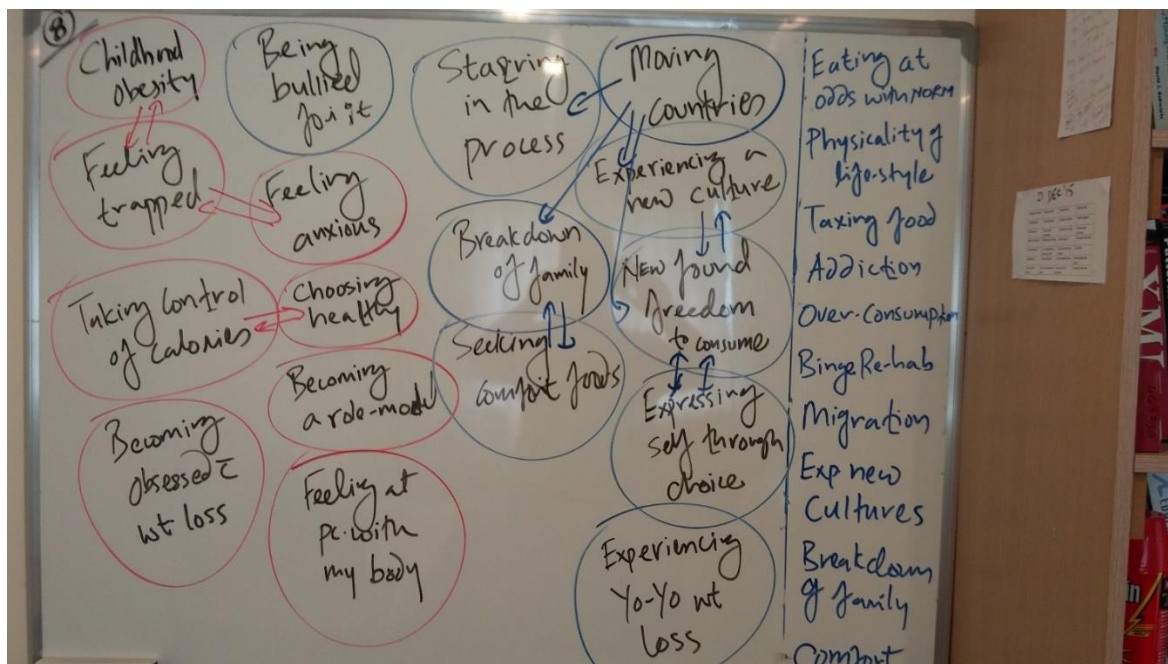 8
Childhood
obesity
Being
bullied
for it
Staqring
in the
process
Moving
countries
Feeling
trapped
Feeling
anxious
Experiencing a
new culture
Breakdown
of family
New found
freedom
to consume
Taking control
of calories
Choosing
healthy
Seeking
comfort foods
Becoming
a role-model
Expressing
self through
choice
Becoming
obsessed c̄
wt loss
Feeling at
pc. with
my body
Experiencing
Yo-Yo wt
loss
Eating at
odds with NORM
Physicality of
life-style
Taxing food
Addiction
Over-Consumption
Binge Re-hab
Migration
Exp new
Cultures
Breakdown
of family
Comfort
D DEC 15
XM